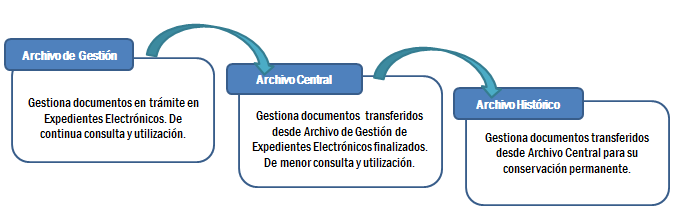 Archivo de Gestión
Gestiona documentos en trámite en
Expedientes Electrónicos. De
continua consulta y utilización.
Archivo Central
Gestiona documentos transferidos
desde Archivo de Gestión de
Expedientes Electrónicos finalizados.
De menor consulta y utilización.
Archivo Histórico
Gestiona documentos transferidos
desde Archivo Central para su
conservación permanente.